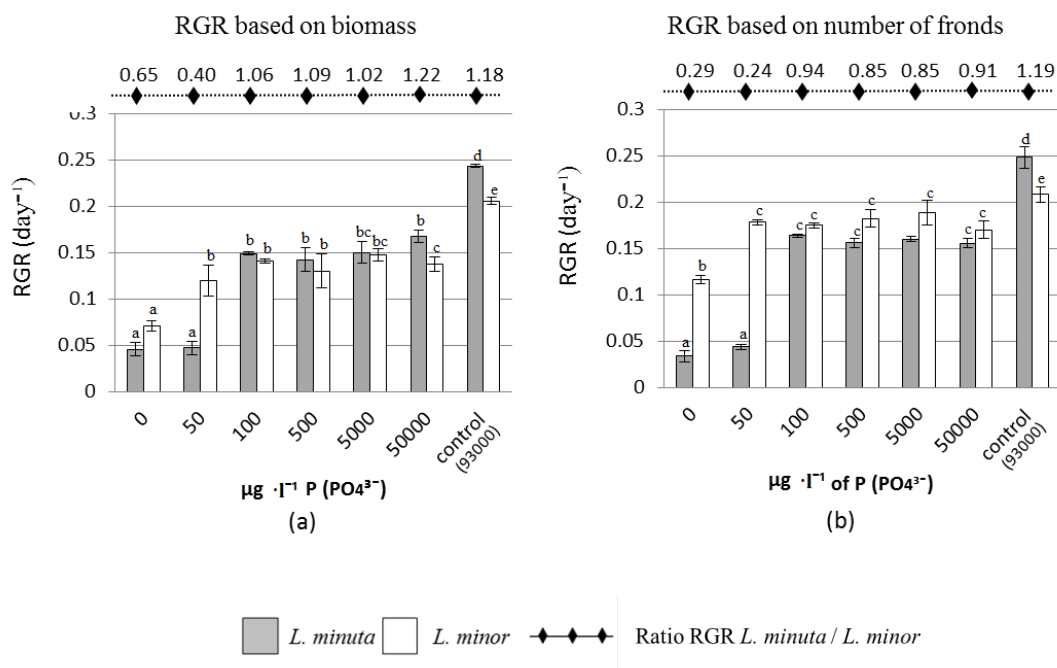 RGR based on biomass
0.65 0.40 1.06 1.09 1.02 1.22 1.18
0.3
0.25
0.2
0.15
0.1
0.05
0
RGR (day⁻¹)
a a a b b b b b bc bc b c d e
0 50 100 500 5000 50000 control (93000)
µg ·l⁻¹ P (PO4³⁻)
(a)
RGR based on number of fronds
0.29 0.24 0.94 0.85 0.85 0.91 1.19
0.3
0.25
0.2
0.15
0.1
0.05
0
RGR (day⁻¹)
a b a c c c c c c c c c d e
0 50 100 500 5000 50000 control (93000)
µg ·l⁻¹ of P (PO4³⁻)
(b)
L. minuta L. minor Ratio RGR L. minuta / L. minor